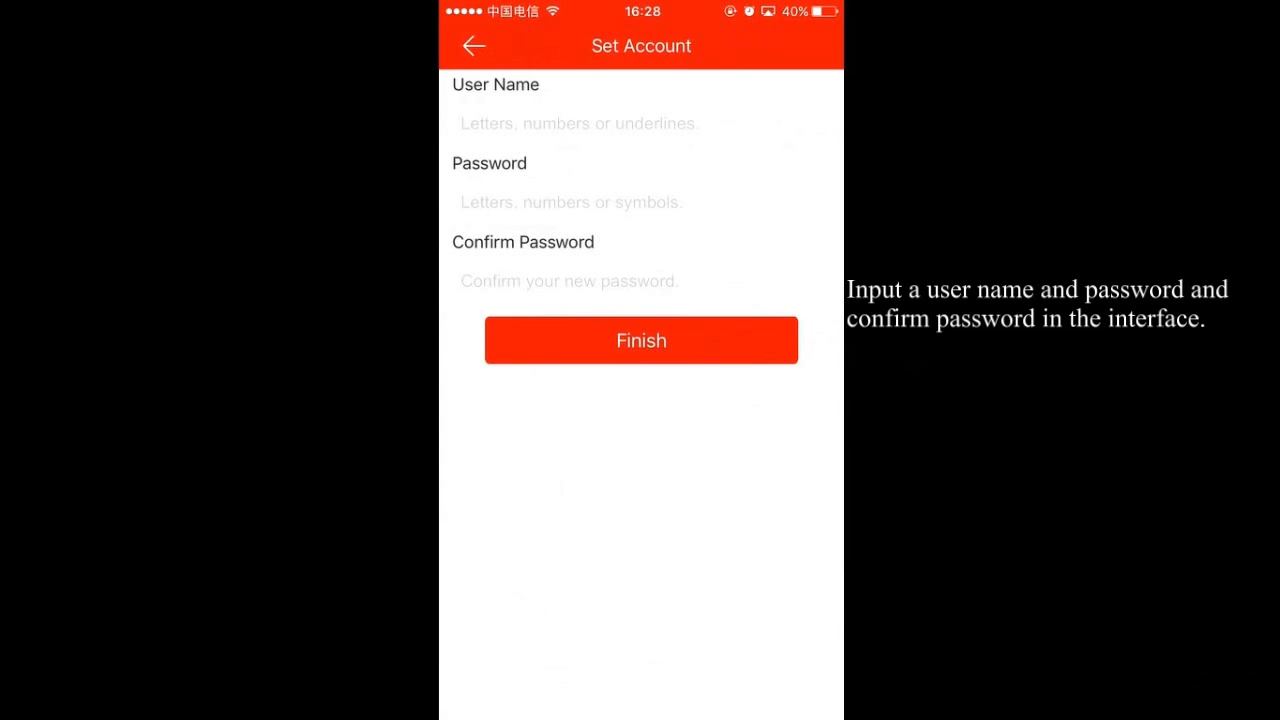 中国电信 16:28 40%
Set Account
User Name
Letters, numbers or underlines.
Password
Letters, numbers or symbols.
Confirm Password
Confirm your new password.
Finish
Input a user name and password and
confirm password in the interface.